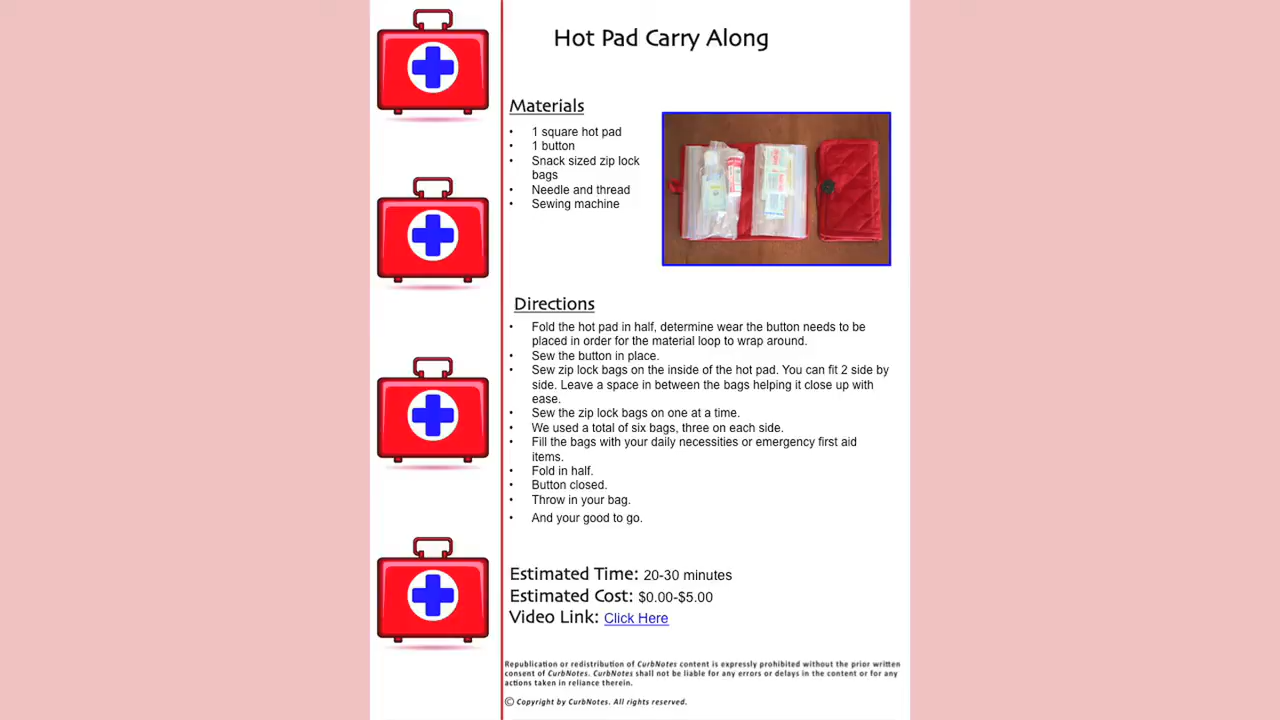 Hot Pad Carry Along
Materials
• 1 square hot pad
• 1 button
• Snack sized zip lock
bags
• Needle and thread
• Sewing machine
Directions
• Fold the hot pad in half, determine wear the button needs to be
placed in order for the material loop to wrap around.
• Sew the button in place.
• Sew zip lock bags on the inside of the hot pad. You can fit 2 side by
side. Leave a space in between the bags helping it close up with
ease.
• Sew the zip lock bags on one at a time.
• We used a total of six bags, three on each side.
• Fill the bags with your daily necessities or emergency first aid
items.
• Fold in half.
• Button closed.
• Throw in your bag.
• And your good to go.
Estimated Time: 20-30 minutes
Estimated Cost: $0.00-$5.00
Video Link: Click Here
Republication or redistribution of CurbNotes content is expressly prohibited without the prior written
consent of CurbNotes. CurbNotes shall not be liable for any errors or delays in the content or for any
actions taken in reliance therein.
© Copyright by CurbNotes. All rights reserved.